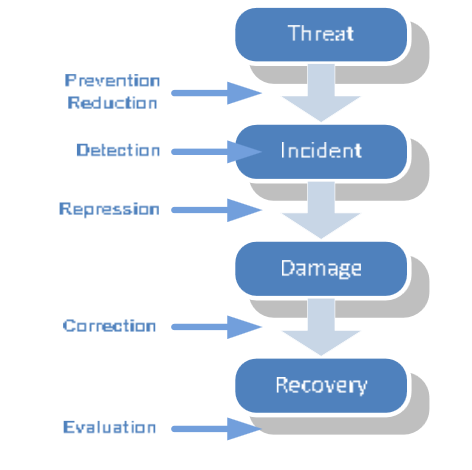 Threat
Prevention
Reduction
Detection
Incident
Repression
Damage
Correction
Recovery
Evaluation